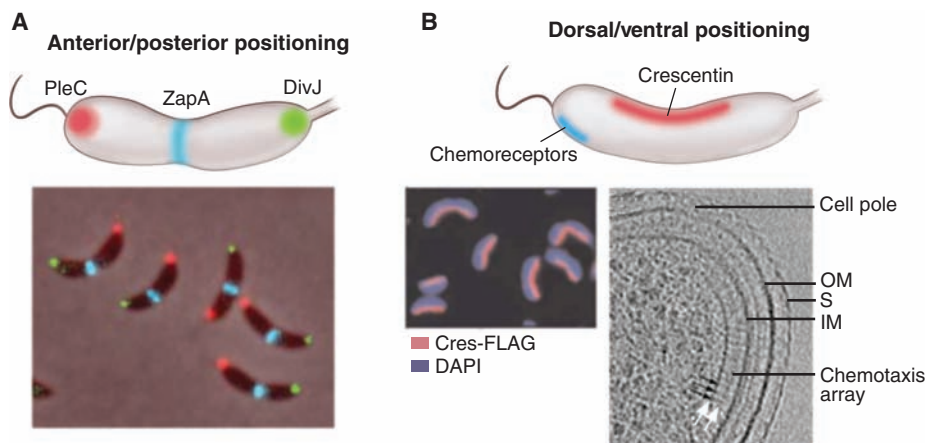 A
Anterior/posterior positioning
PleC
ZapA
DivJ
B
Dorsal/ventral positioning
Crescentin
Chemoreceptors
Cres-FLAG
DAPI
Cell pole
OM
S
IM
Chemotaxis
array